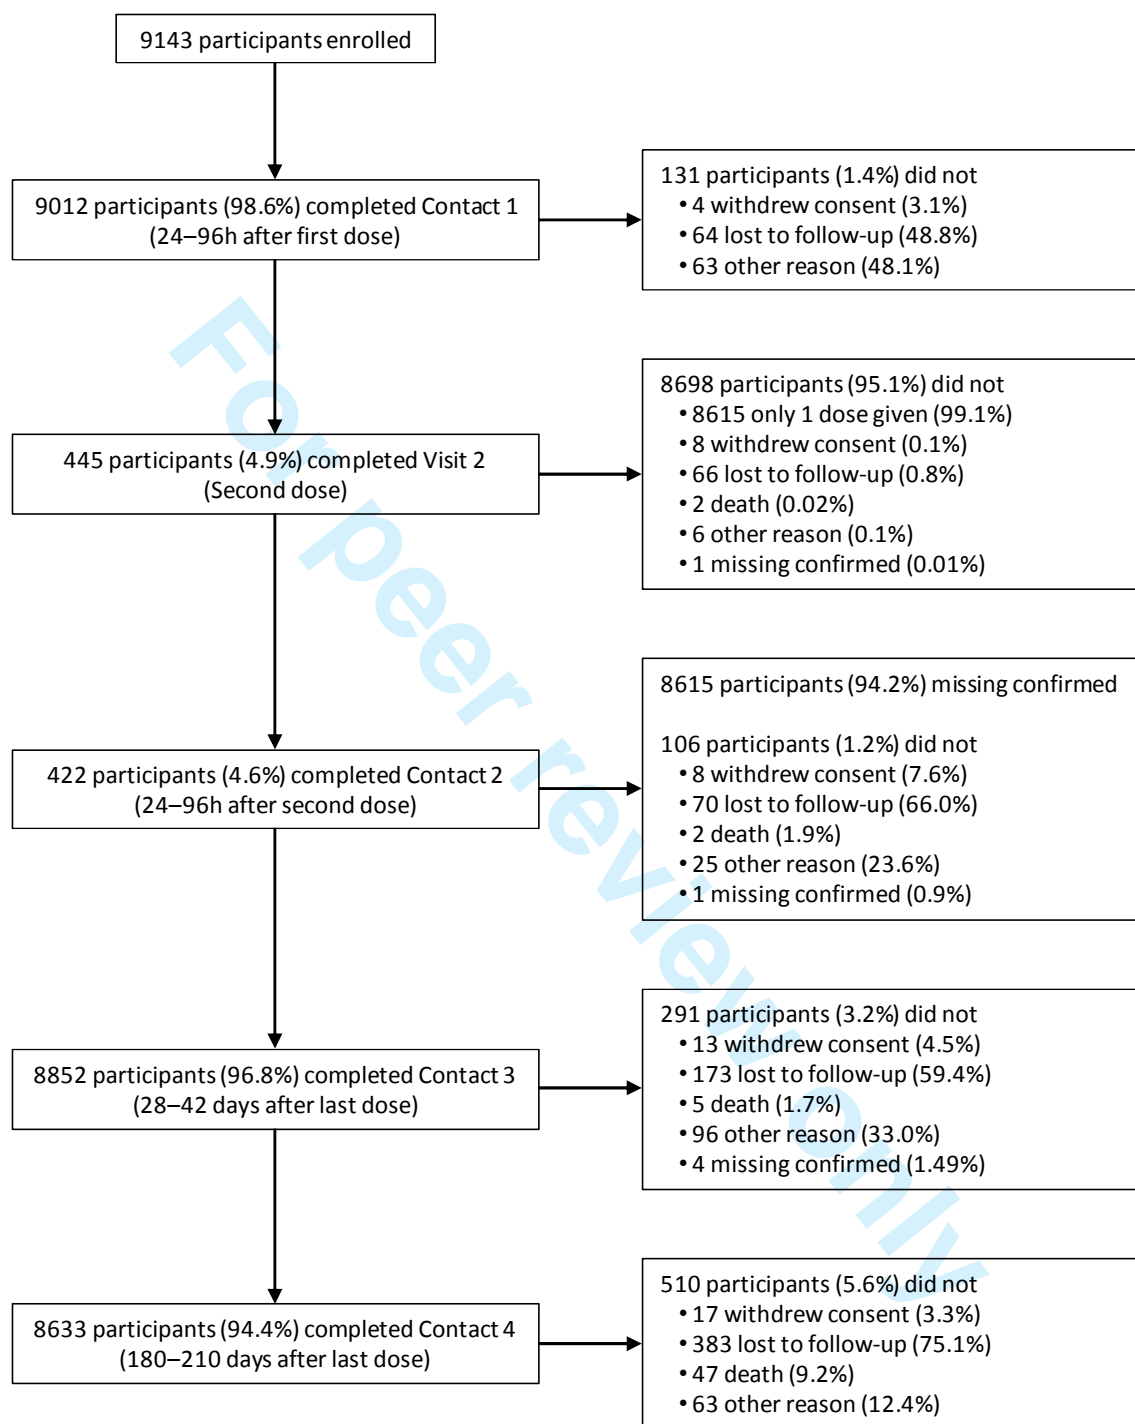 9143 participants enrolled
9012 participants (98.6%) completed Contact 1
(24–96h after first dose)
131 participants (1.4%) did not
• 4 withdrew consent (3.1%)
• 64 lost to follow-up (48.8%)
• 63 other reason (48.1%)
445 participants (4.9%) completed Visit 2
(Second dose)
8698 participants (95.1%) did not
• 8615 only 1 dose given (99.1%)
• 8 withdrew consent (0.1%)
• 66 lost to follow-up (0.8%)
• 2 death (0.02%)
• 6 other reason (0.1%)
• 1 missing confirmed (0.01%)
422 participants (4.6%) completed Contact 2
(24–96h after second dose)
8615 participants (94.2%) missing confirmed
106 participants (1.2%) did not
• 8 withdrew consent (7.6%)
• 70 lost to follow-up (66.0%)
• 2 death (1.9%)
• 25 other reason (23.6%)
• 1 missing confirmed (0.9%)
8852 participants (96.8%) completed Contact 3
(28–42 days after last dose)
291 participants (3.2%) did not
• 13 withdrew consent (4.5%)
• 173 lost to follow-up (59.4%)
• 5 death (1.7%)
• 96 other reason (33.0%)
• 4 missing confirmed (1.49%)
8633 participants (94.4%) completed Contact 4
(180–210 days after last dose)
510 participants (5.6%) did not
• 17 withdrew consent (3.3%)
• 383 lost to follow-up (75.1%)
• 47 death (9.2%)
• 63 other reason (12.4%)
For peer review only